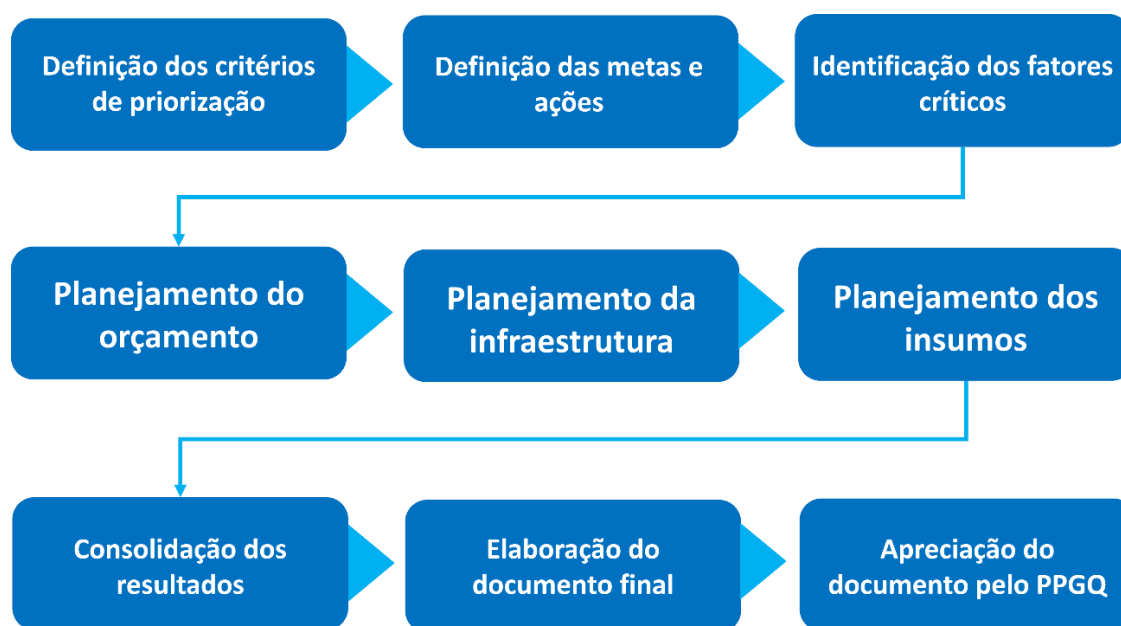 Definição dos critérios
de priorização
Definição das metas e
ações
Identificação dos fatores
críticos
Planejamento do
orçamento
Planejamento da
infraestrutura
Planejamento dos
insumos
Consolidação dos
resultados
Elaboração do
documento final
Apreciação do
documento pelo PPGQ